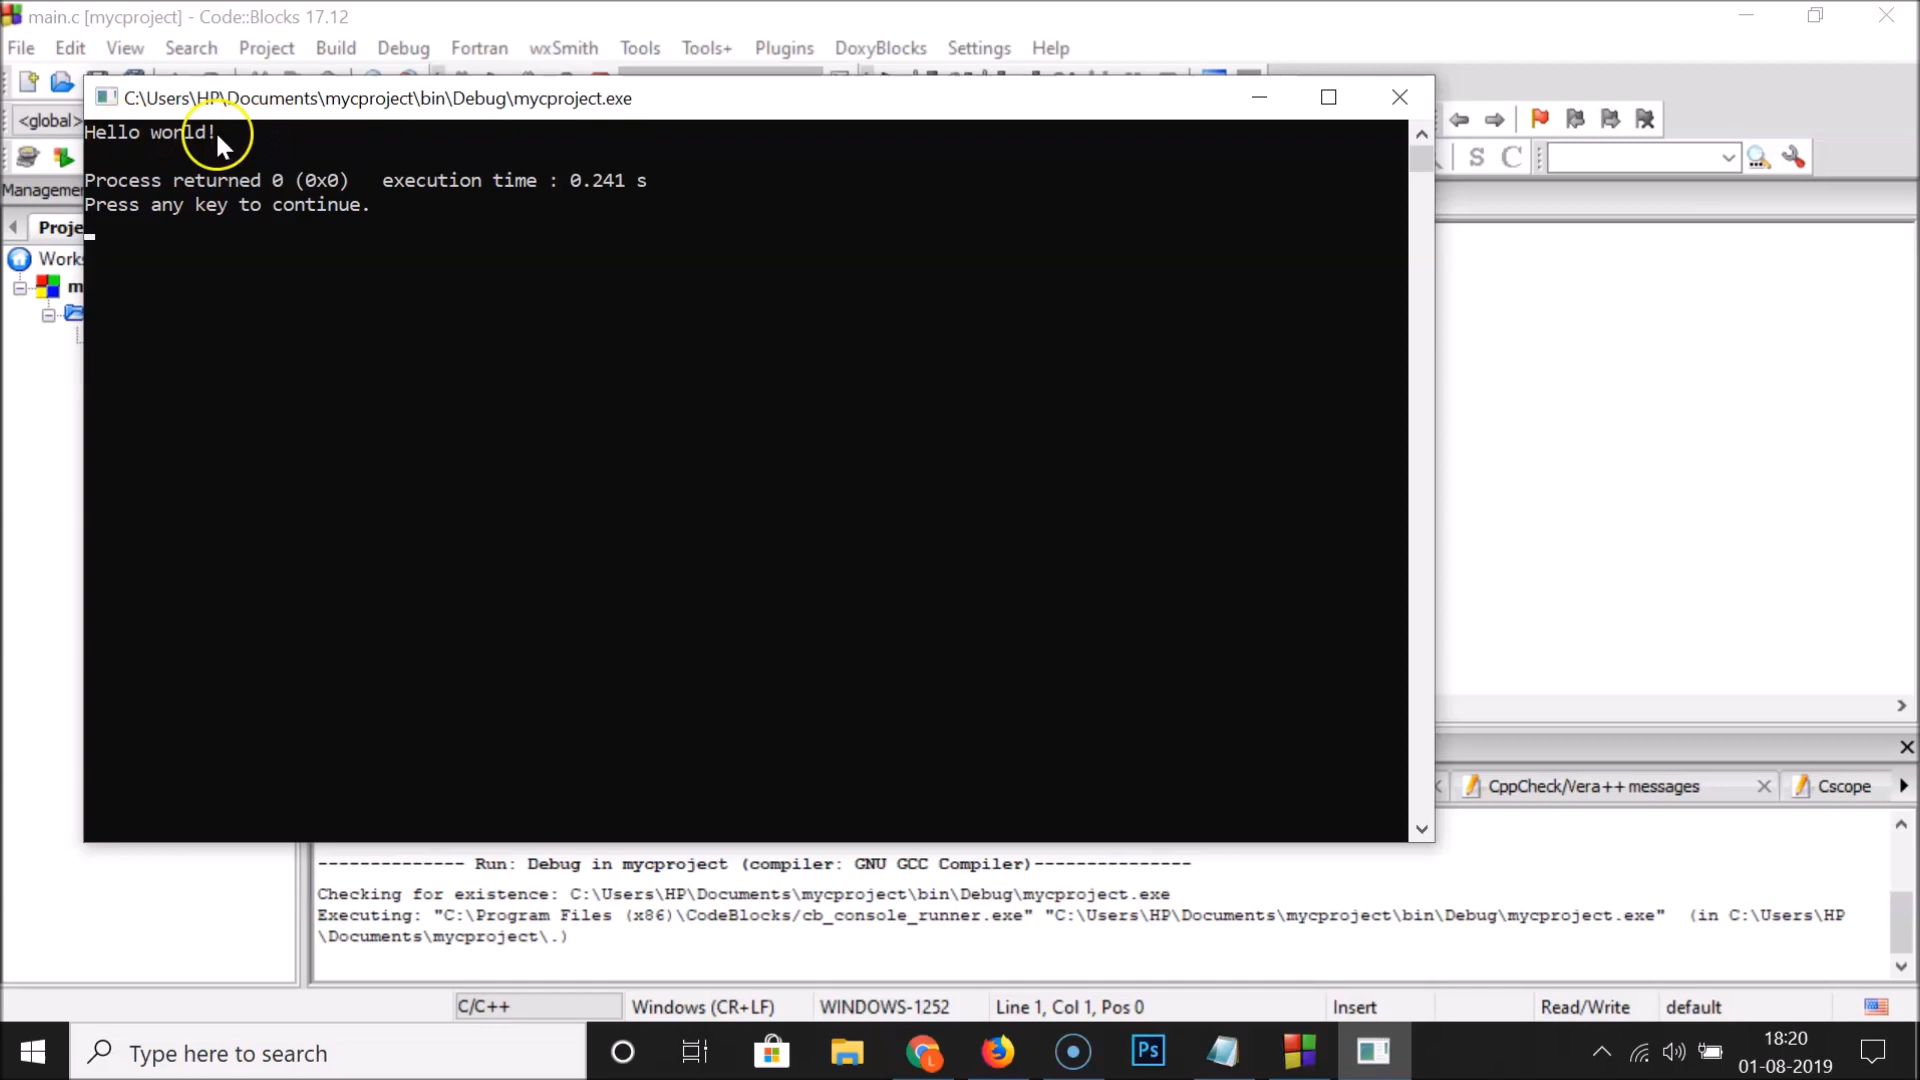 main.c [mycproject] - Code::Blocks 17.12
File Edit View Search Project Build Debug Fortran wxSmith Tools Tools+ Plugins DoxyBlocks Settings Help
C:\Users\HP\Documents\mycproject\bin\Debug\mycproject.exe
<global>
Hello world!
S C
Process returned 0 (0x0)   execution time : 0.241 s
Press any key to continue.
CppCheck/Vera++ messages
Cscope
-------------- Run: Debug in mycproject (compiler: GNU GCC Compiler)---------------
Checking for existence: C:\Users\HP\Documents\mycproject\bin\Debug\mycproject.exe
Executing: "C:\Program Files (x86)\CodeBlocks/cb_console_runner.exe" "C:\Users\HP\Documents\mycproject\bin\Debug\mycproject.exe"  (in C:\Users\HP
\Documents\mycproject\.)
C/C++ Windows (CR+LF) WINDOWS-1252 Line 1, Col 1, Pos 0 Insert Read/Write default
Type here to search
L
Ps
18:20
01-08-2019